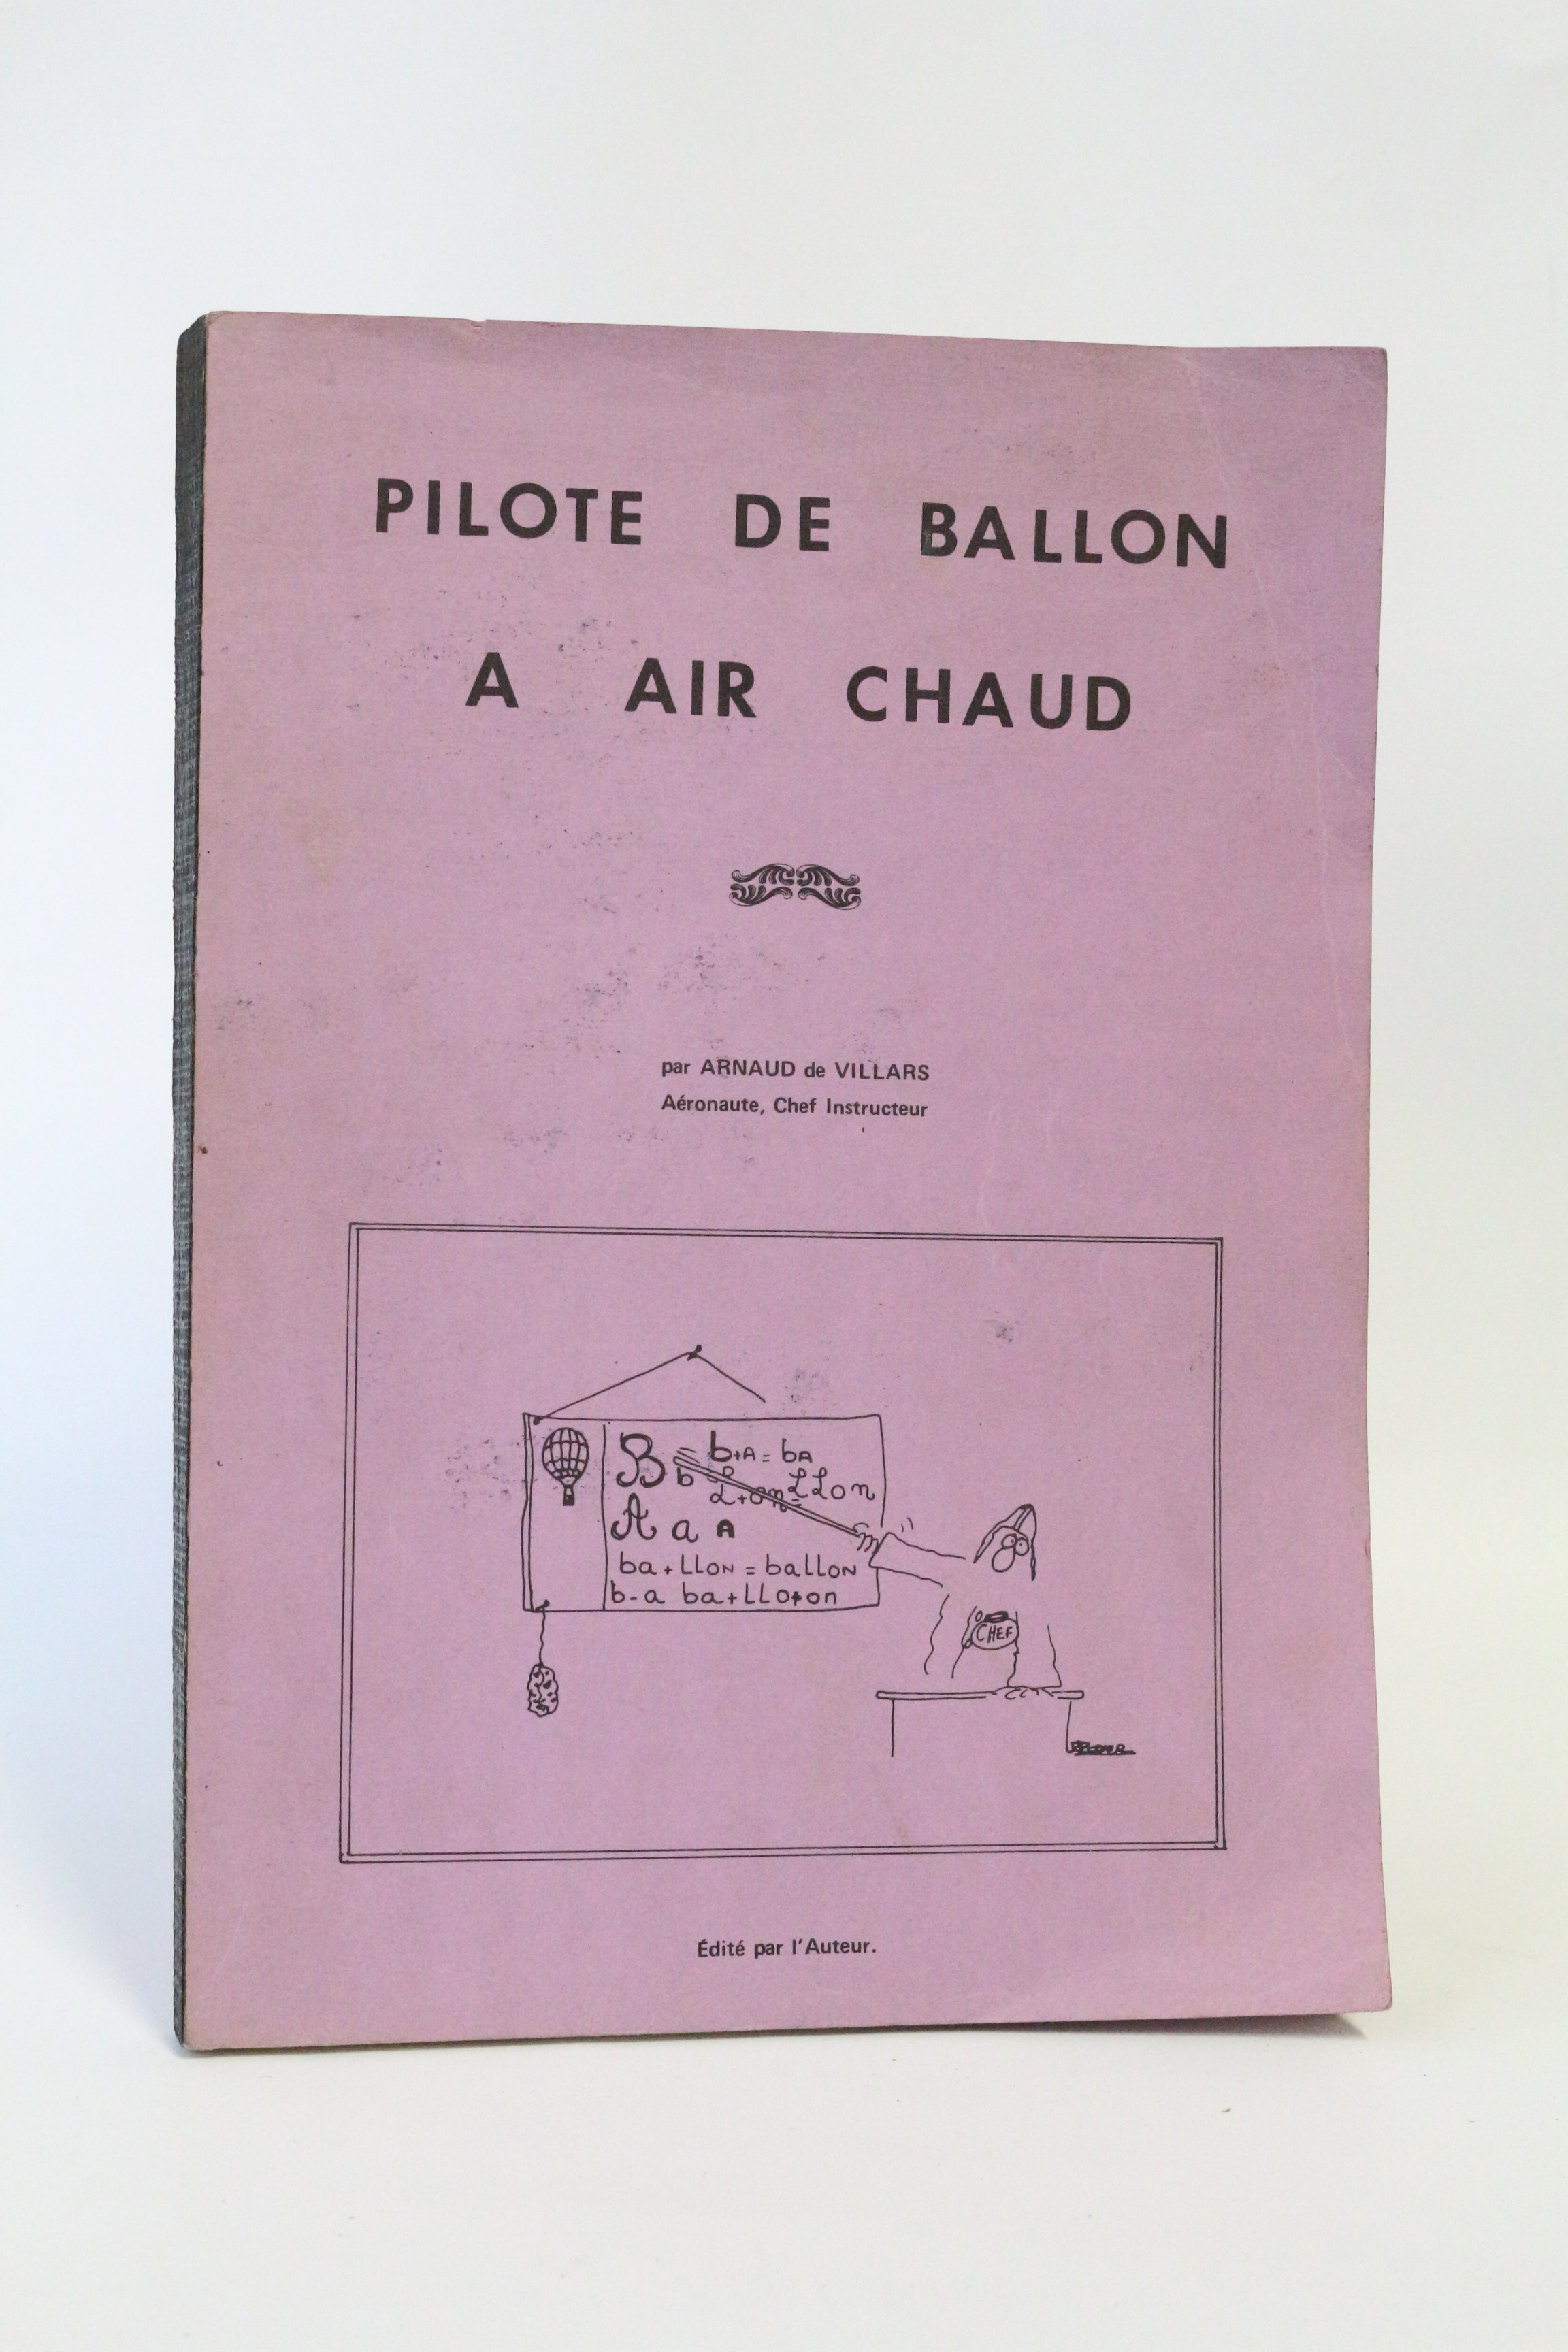 PILOTE DE BALLON
A AIR CHAUD
par ARNAUD de VILLARS
Aéronaute, Chef Instructeur
B b b+A = bA
L+on = LLon
A a A
ba+LLON = balloN
b-a ba+LLo+on
CHEF
Édité par l'Auteur.